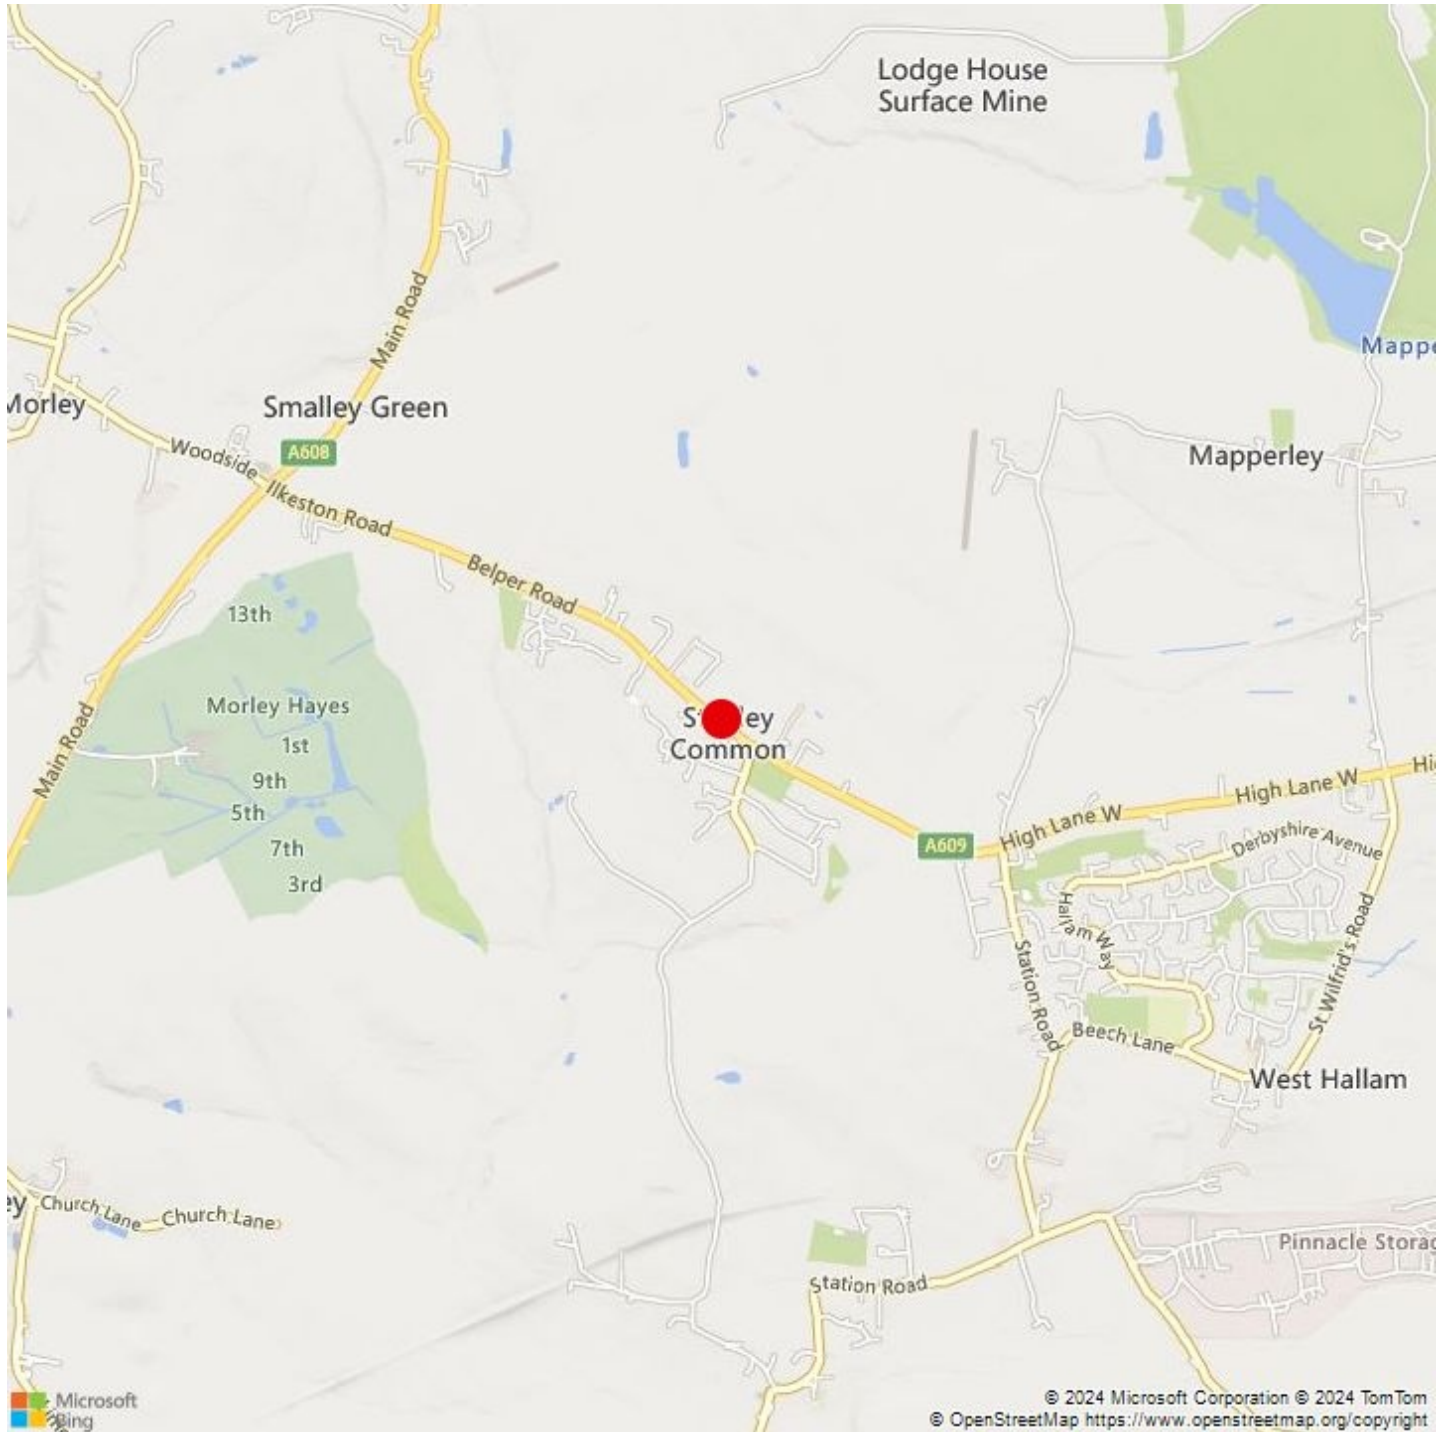 Lodge House
Surface Mine
Main Road
Mappe
Morley
Smalley Green
A608
Woodside
Mapperley
Ilkeston Road
Belper Road
13th
Morley Hayes
1st
9th
5th
7th
3rd
Main Road
Common
High Lane W
High Lane W
A609
Derbyshire Avenue
Hallam Way
Station Road
St Wilfrid's Road
Beech Lane
West Hallam
ey
Church Lane
Church Lane
Pinnacle Storag
Station Road
Microsoft
Bing
© 2024 Microsoft Corporation © 2024 TomTom
© OpenStreetMap https://www.openstreetmap.org/copyright